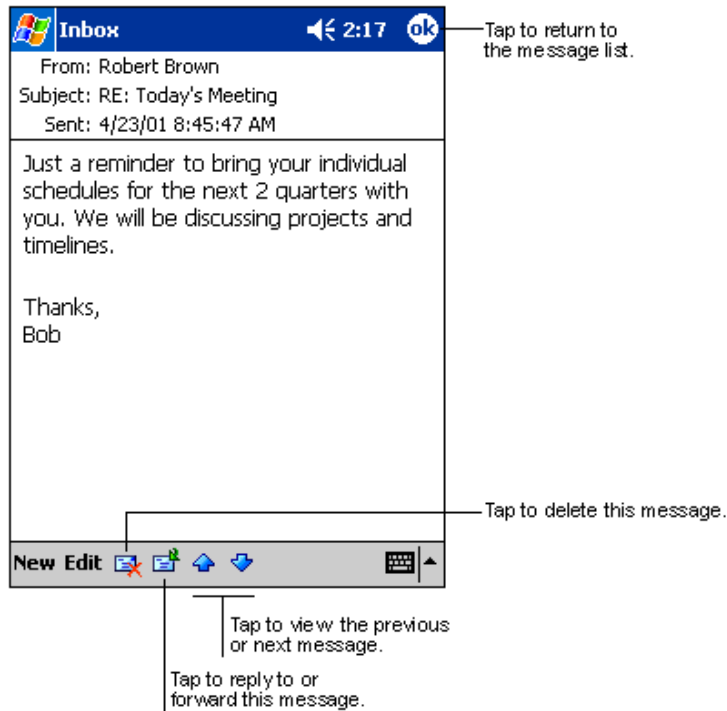 Inbox 2:17 ok
Tap to return to
the message list.
From: Robert Brown
Subject: RE: Today's Meeting
Sent: 4/23/01 8:45:47 AM
Just a reminder to bring your individual
schedules for the next 2 quarters with
you. We will be discussing projects and
timelines.
Thanks,
Bob
Tap to delete this message.
New Edit
Tap to view the previous
or next message.
Tap to reply to or
forward this message.